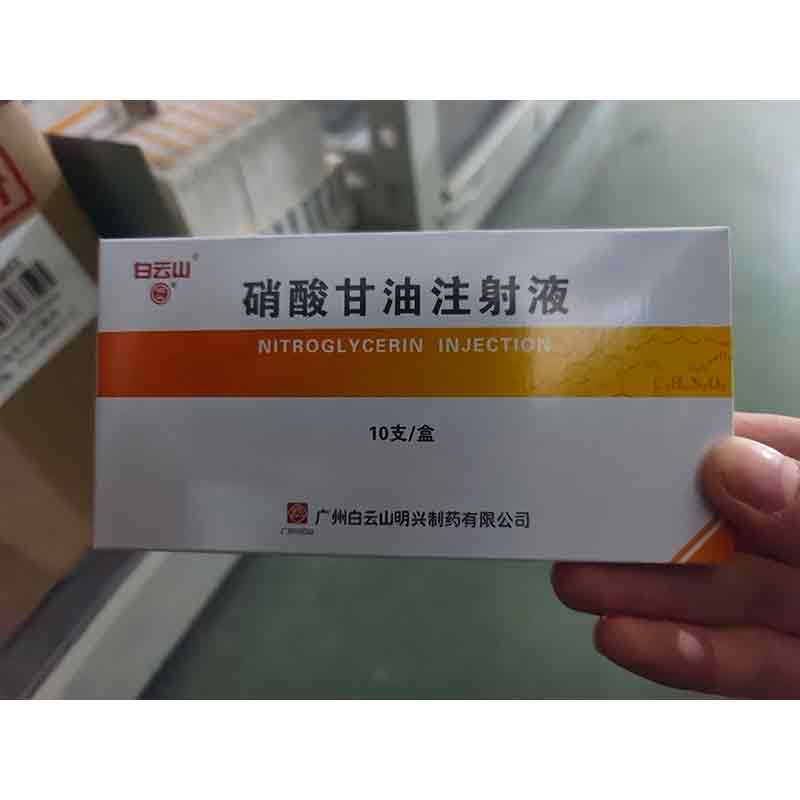 白云山®
硝酸甘油注射液
NITROGLYCERIN INJECTION
C₃H₅N₃O₉
10支/盒
广州白云山明兴制药有限公司